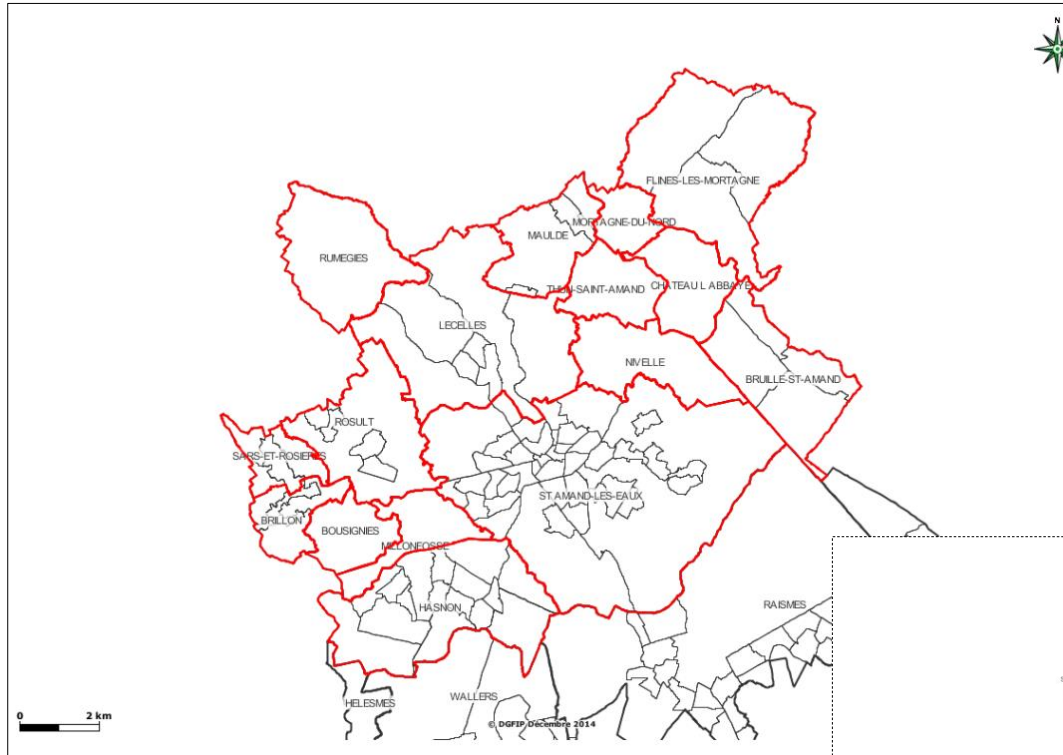 N
FLINES-LES-MORTAGNE
MORTAGNE-DU-NORD
MAULDE
RUMEGIES
THUN-SAINT-AMAND
CHATEAU L ABBAYE
LECELLES
NIVELLE
BRUILLE-ST-AMAND
ROSULT
SARS-ET-ROSIERES
ST.AMAND-LES-EAUX
BRILLON
BOUSIGNIES
MILLONFOSSE
HASNON
RAISMES
WALLERS
HELESMES
0 2 km
© DGFIP Décembre 2014